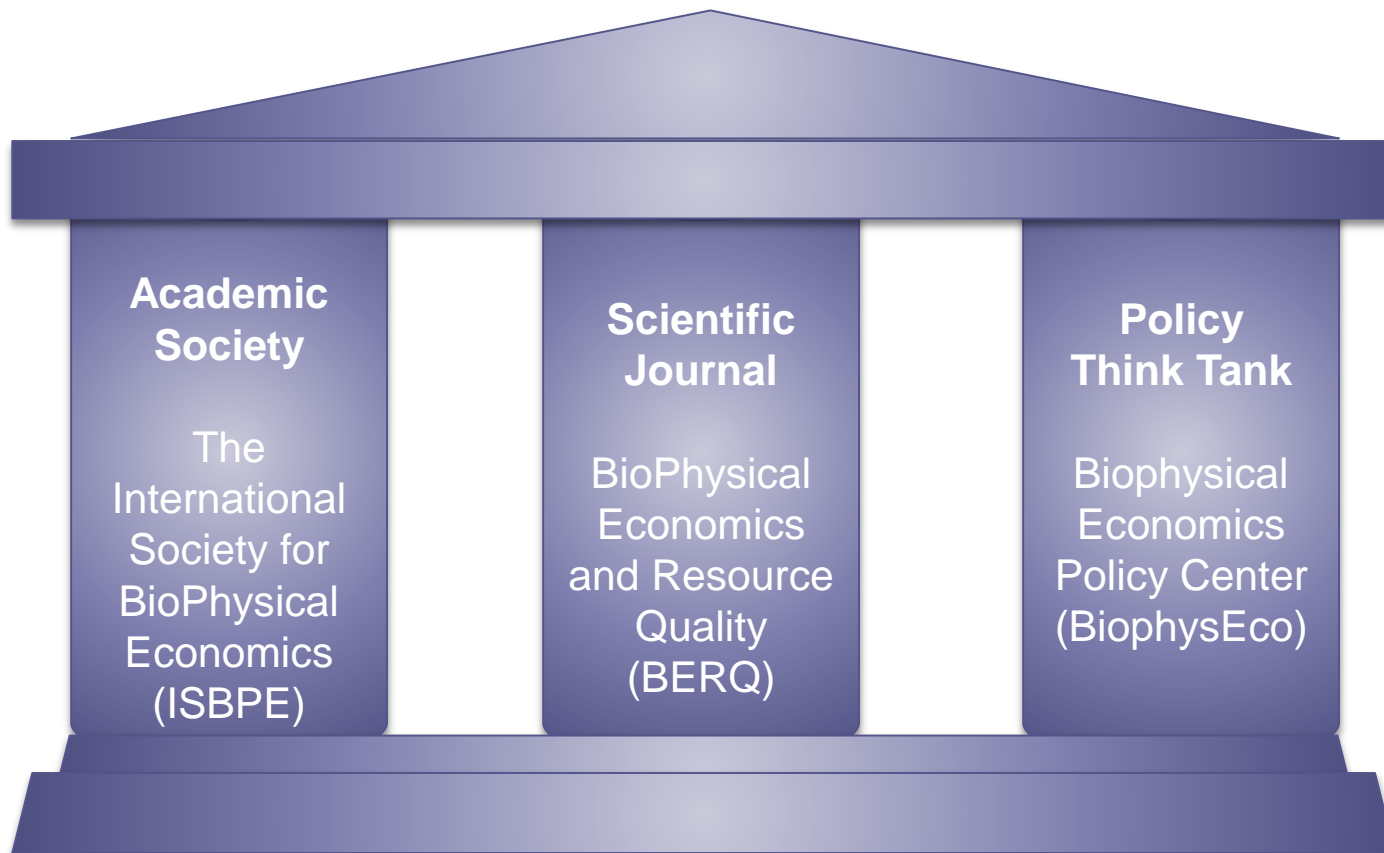 Academic
Society
The
International
Society for
BioPhysical
Economics
(ISBPE)
Scientific
Journal
BioPhysical
Economics
and Resource
Quality
(BERQ)
Policy
Think Tank
Biophysical
Economics
Policy Center
(BiophysEco)